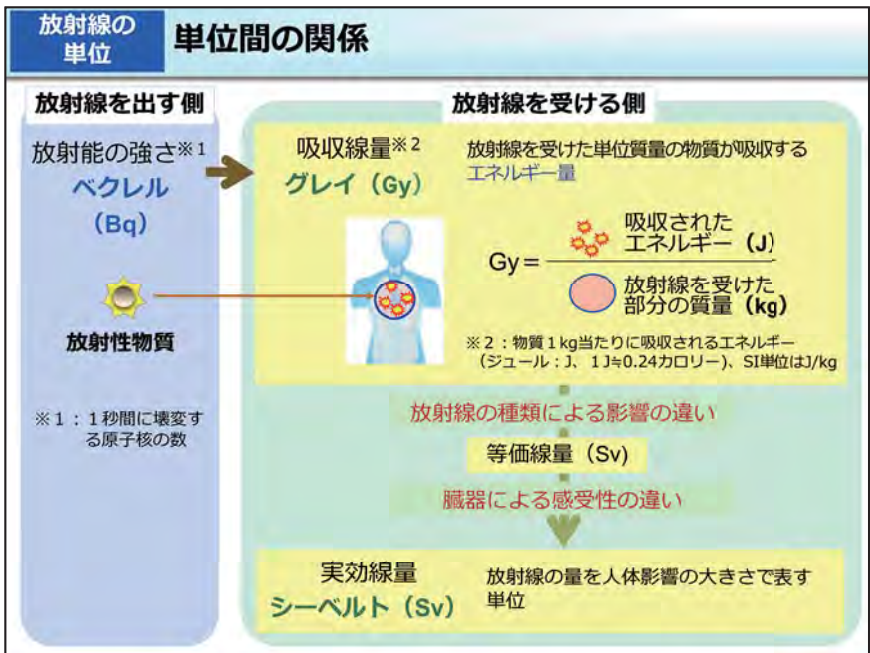 放射線の
単位
単位間の関係
放射線を出す側
放射能の強さ※1
ベクレル
(Bq)
放射性物質
※1:1秒間に壊変す
る原子核の数
放射線を受ける側
吸収線量※2
グレイ(Gy)
放射線を受けた単位質量の物質が吸収する
エネルギー量
Gy=
吸収された
エネルギー(J)
放射線を受けた
部分の質量(kg)
※2:物質1kg当たりに吸収されるエネルギー
(ジュール:J、1J≒0.24カロリー)、SI単位はJ/kg
放射線の種類による影響の違い
等価線量(Sv)
臓器による感受性の違い
実効線量
シーベルト(Sv)
放射線の量を人体影響の大きさで表す
単位